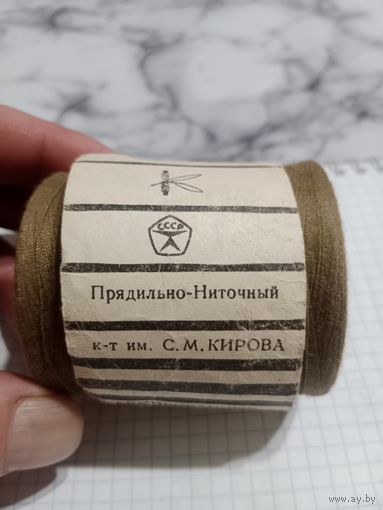 СССР
Прядильно-Ниточный
к-т им. С. М. КИРОВА
www.ay.by